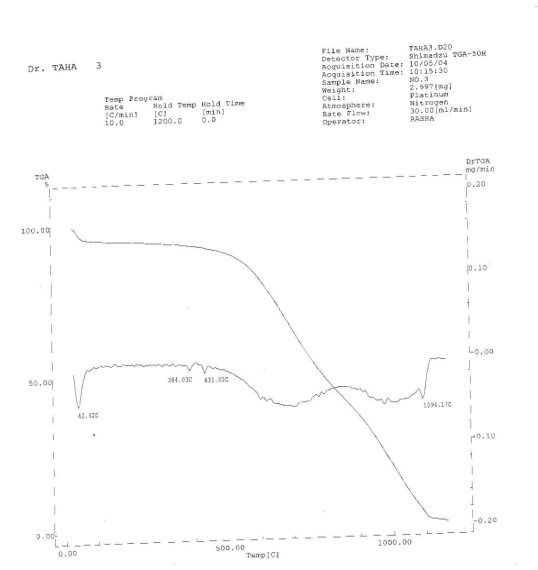 Dr. TAHA 3
File Name: TAHA3.D20
Detector Type: Shimadzu TGA-50H
Acquisition Date: 10/05/04
Acquisition Time: 10:15:30
Sample Name: NO.3
Weight: 2.997[mg]
Cell: Platinum
Atmosphere: Nitrogen
Rate Flow: 30.00[ml/min]
Operator: RASHA
Temp Program
Rate Hold Temp Hold Time
[C/min] [C] [min]
10.0 1200.0 0.0
TGA
%
DrTGA
mg/min
0.20
100.00
0.10
-0.00
384.03C
50.00
42.42C
1094.17C
-0.10
0.00
-0.20
0.00 500.00 1000.00
Temp[C]